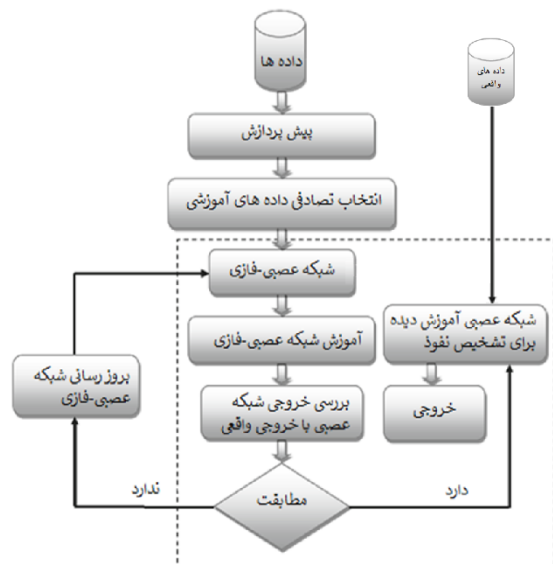 داده ها
داده های
واقعی
پیش پردازش
انتخاب تصادفی داده های آموزشی
شبکه عصبی-فازی
شبکه عصبی آموزش دیده
برای تشخیص نفوذ
آموزش شبکه عصبی-فازی
بروز رسانی شبکه
عصبی-فازی
بررسی خروجی شبکه
عصبی با خروجی واقعی
خروجی
مطابقت
دارد
ندارد